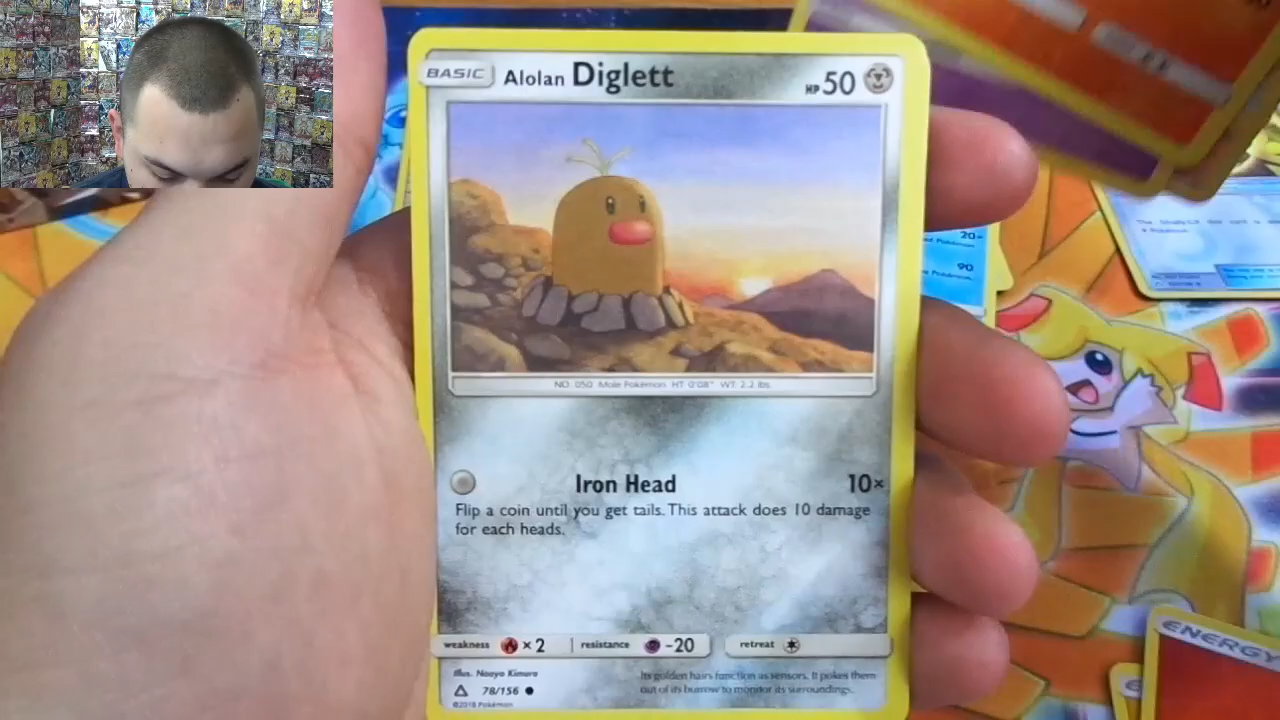 BASIC Alolan Diglett HP 50
NO. 050 Mole Pokémon HT 0'08" WT 2.2 lbs.
Iron Head 10×
Flip a coin until you get tails. This attack does 10 damage
for each heads.
weakness ×2 resistance -20 retreat
Illus. Naoyo Kimura
78/156
©2018 Pokémon
Its golden hairs function as sensors. It pokes them
out of its burrow to monitor its surroundings.
20
90
ENERGY